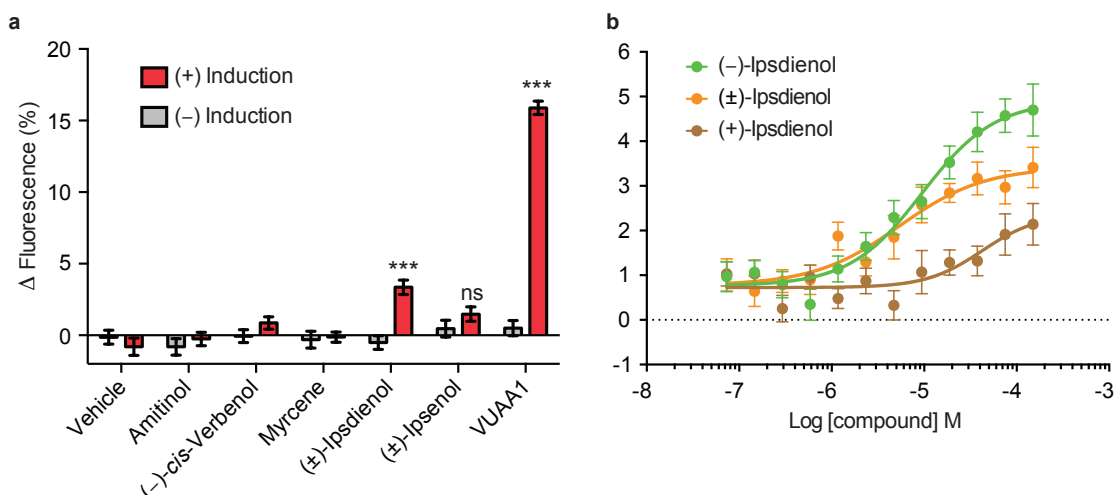 a
Δ Fluorescence (%)
20
15
10
5
0
(+) Induction
(−) Induction
***
ns
***
Vehicle
Amitinol
(−)-cis-Verbenol
Myrcene
(±)-Ipsdienol
(±)-Ipsenol
VUAA1
b
6
5
4
3
2
1
0
-1
(−)-Ipsdienol
(±)-Ipsdienol
(+)-Ipsdienol
-8 -7 -6 -5 -4 -3
Log [compound] M